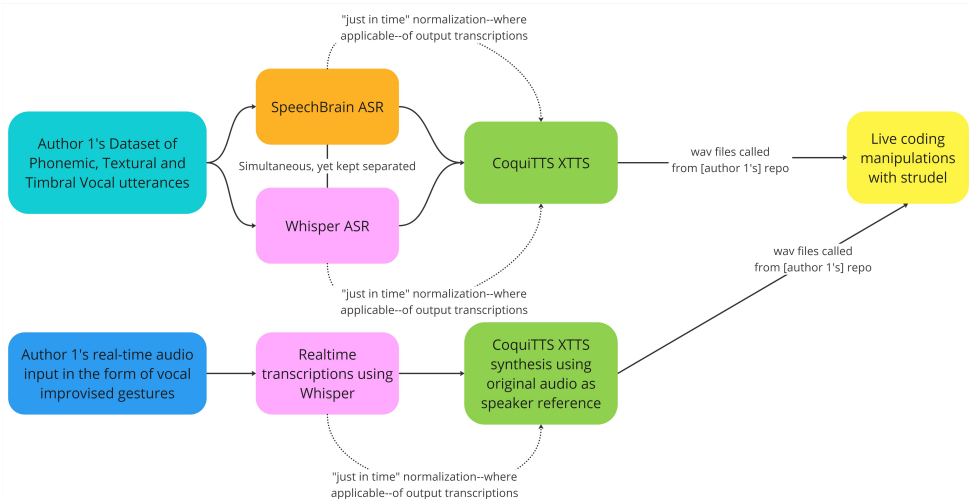 "just in time" normalization--where
applicable--of output transcriptions
SpeechBrain ASR
Author 1's Dataset of
Phonemic, Textural and
Timbral Vocal utterances
Simultaneous, yet kept separated
Whisper ASR
CoquiTTS XTTS
wav files called
from [author 1's] repo
Live coding
manipulations
with strudel
"just in time" normalization--where
applicable--of output transcriptions
wav files called
from [author 1's] repo
Author 1's real-time audio
input in the form of vocal
improvised gestures
Realtime
transcriptions using
Whisper
CoquiTTS XTTS
synthesis using
original audio as
speaker reference
"just in time" normalization--where
applicable--of output transcriptions